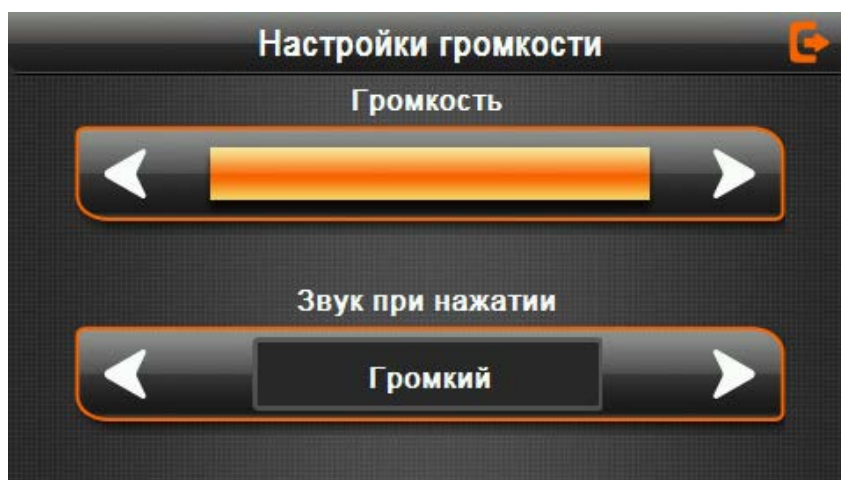 Настройки громкости
Громкость
Звук при нажатии
Громкий